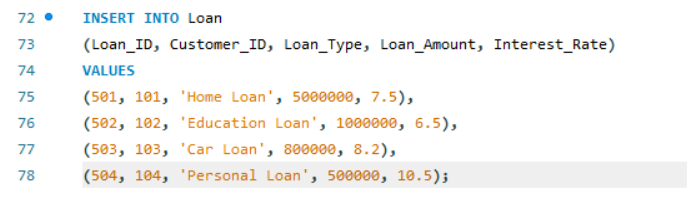 72 INSERT INTO Loan
73 (Loan_ID, Customer_ID, Loan_Type, Loan_Amount, Interest_Rate)
74 VALUES
75 (501, 101, 'Home Loan', 5000000, 7.5),
76 (502, 102, 'Education Loan', 1000000, 6.5),
77 (503, 103, 'Car Loan', 800000, 8.2),
78 (504, 104, 'Personal Loan', 500000, 10.5);